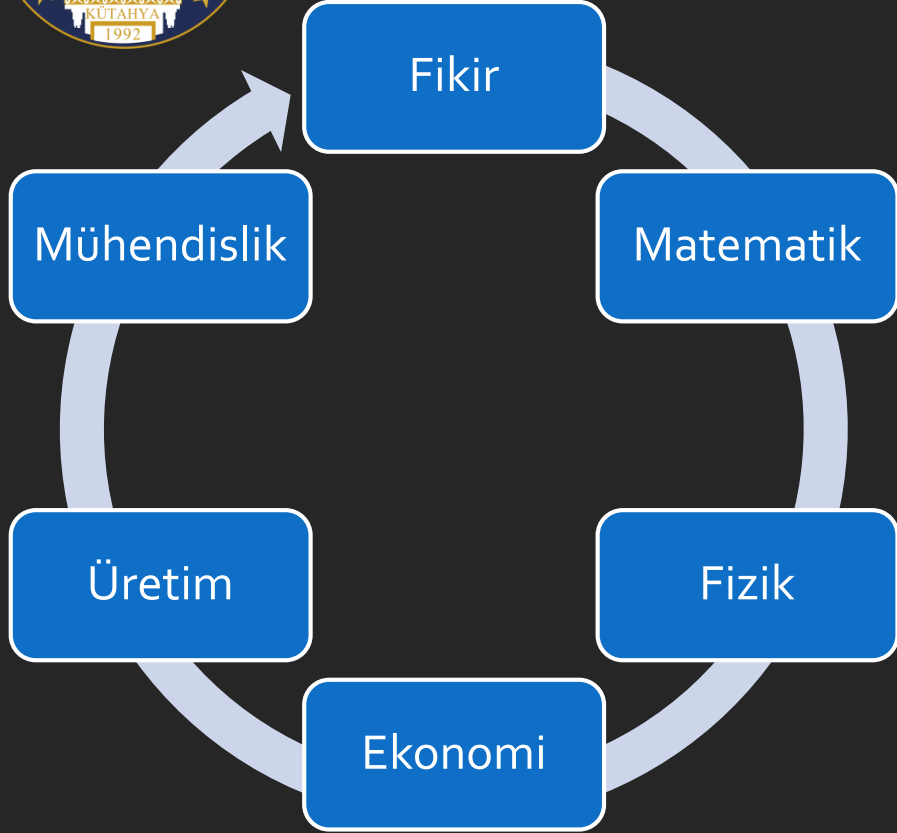 KÜTAHYA
1992
Fikir
Matematik
Fizik
Ekonomi
Üretim
Mühendislik